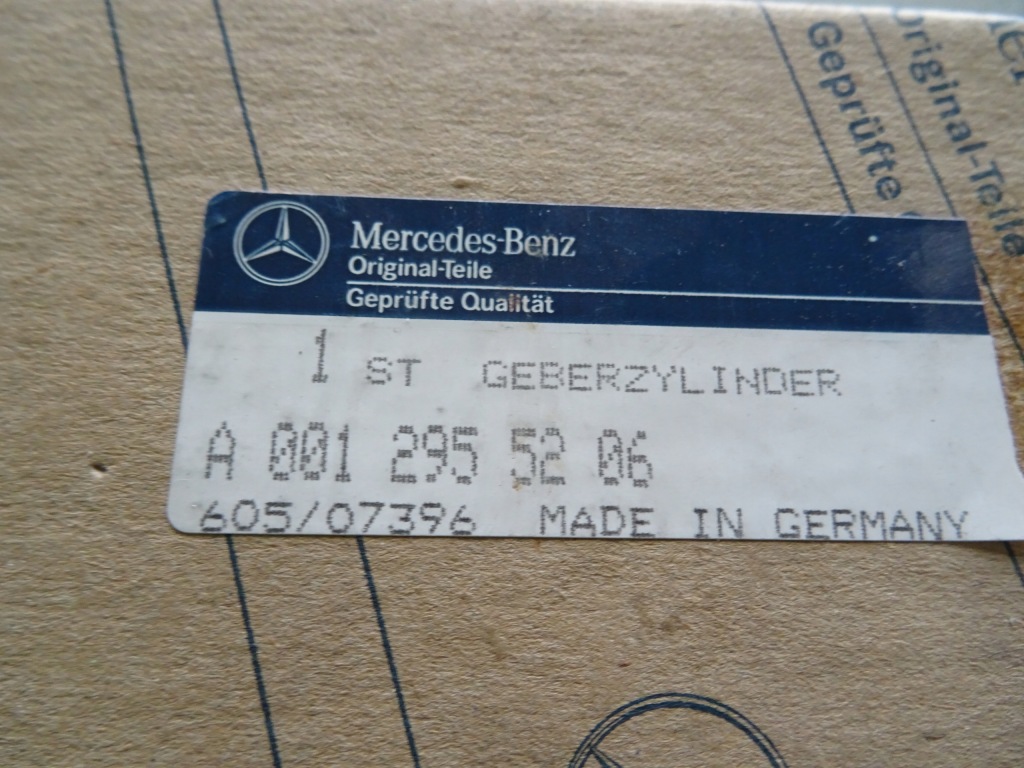 Mercedes-Benz
Original-Teile
Geprüfte Qualität
1 ST GEBERZYLINDER
A 001 295 52 06
605/07396 MADE IN GERMANY
Geprüfte
Original-Teile